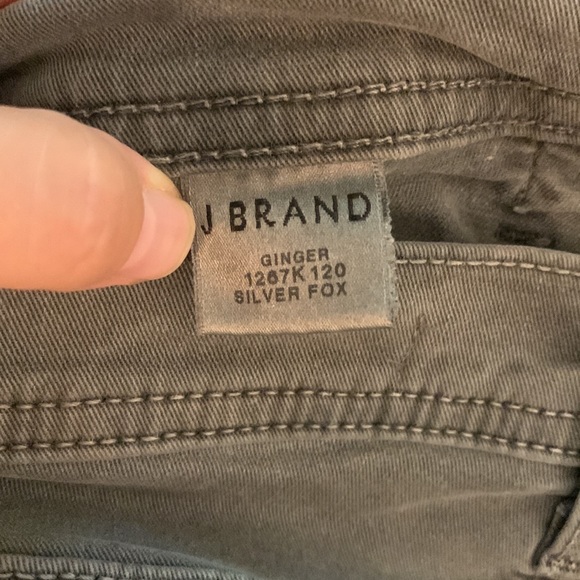 J BRAND
GINGER
1267K120
SILVER FOX